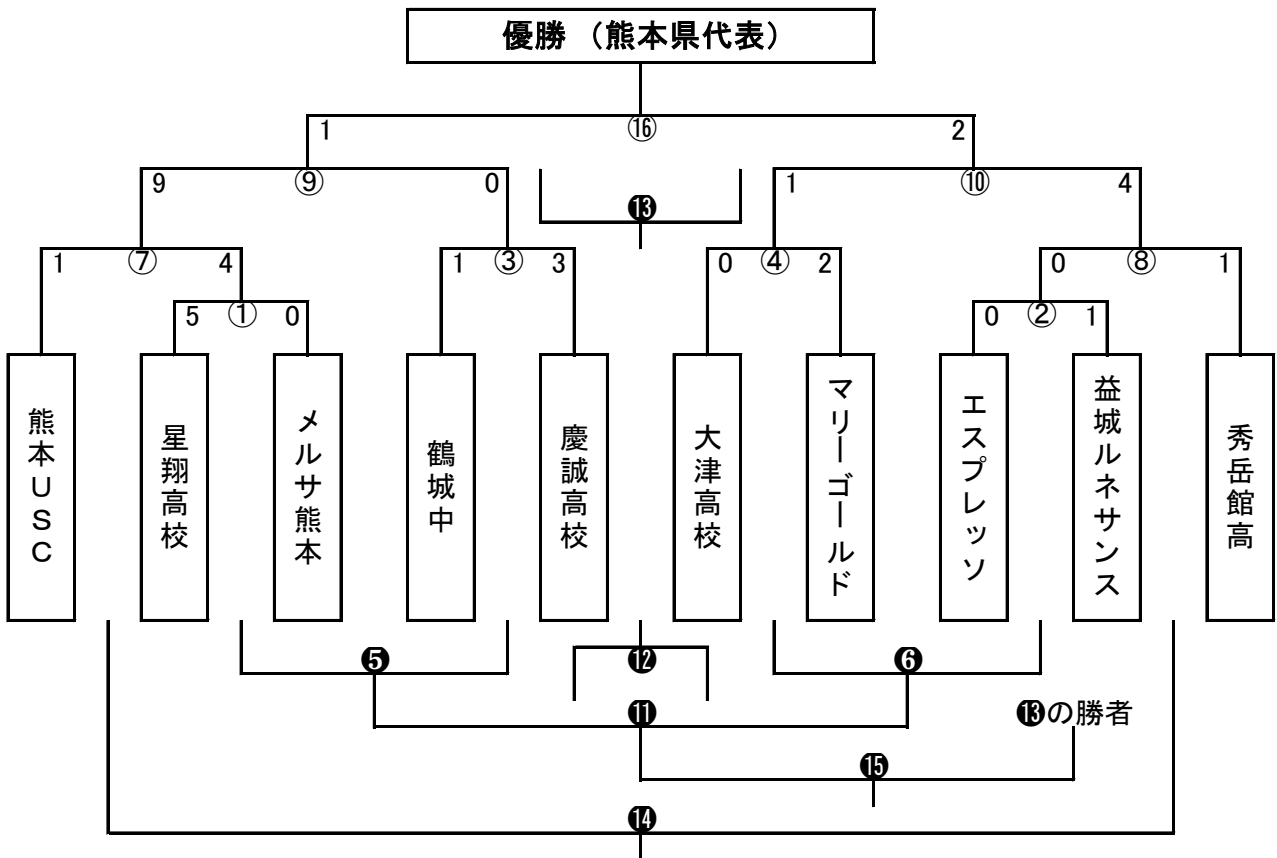 優勝 （熊本県代表）
1 ⑯ 2
9 ⑨ 0 1 ⑩ 4
⓭
1 ⑦ 4 1 ③ 3 0 ④ 2 0 ⑧ 1
5 ① 0 0 ② 1
熊本ＵＳＣ
星翔高校
メルサ熊本
鶴城中
慶誠高校
大津高校
マリーゴールド
エスプレッソ
益城ルネサンス
秀岳館高
❺ ⓬ ❻
⓫ ⓭の勝者
⓯
⓮